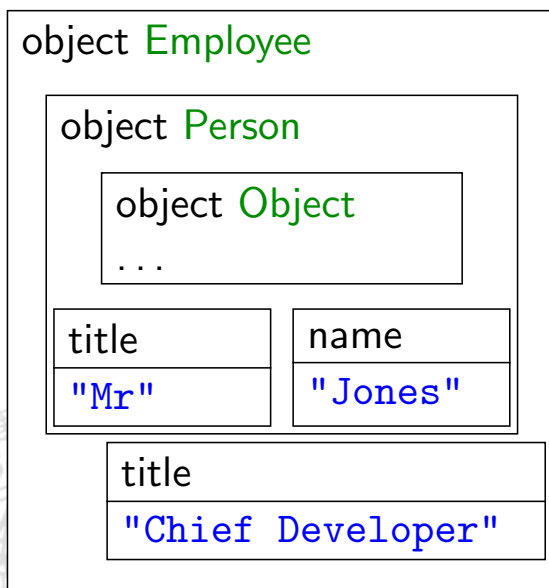 object Employee
object Person
object Object
...
title
name
"Mr"
"Jones"
title
"Chief Developer"